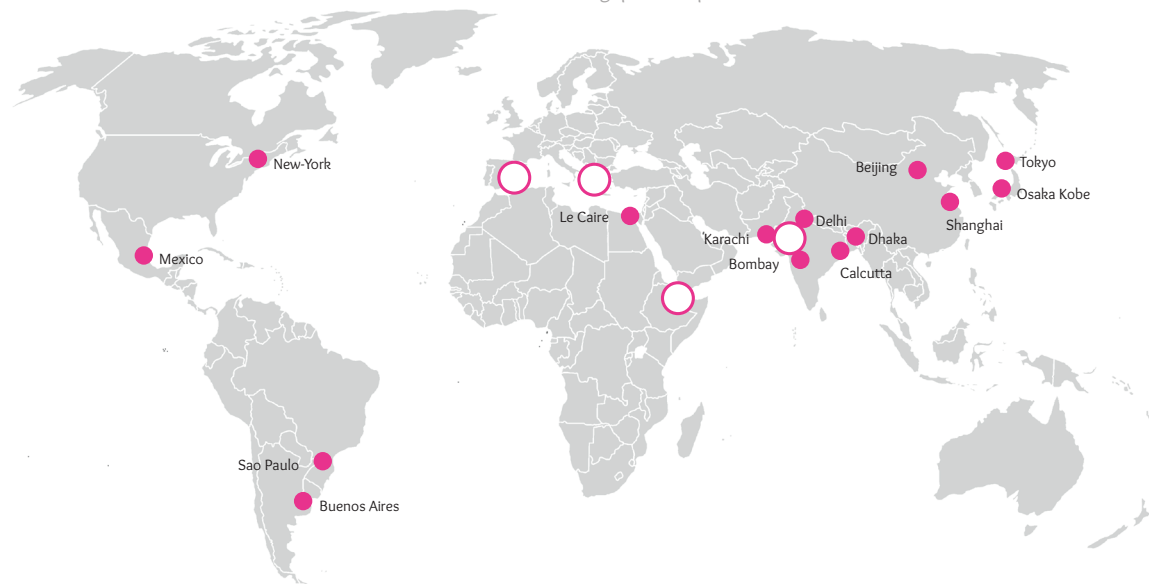 New-York
Mexico
Sao Paulo
Buenos Aires
Le Caire
Karachi
Bombay
Delhi
Dhaka
Calcutta
Beijing
Shanghai
Tokyo
Osaka Kobe